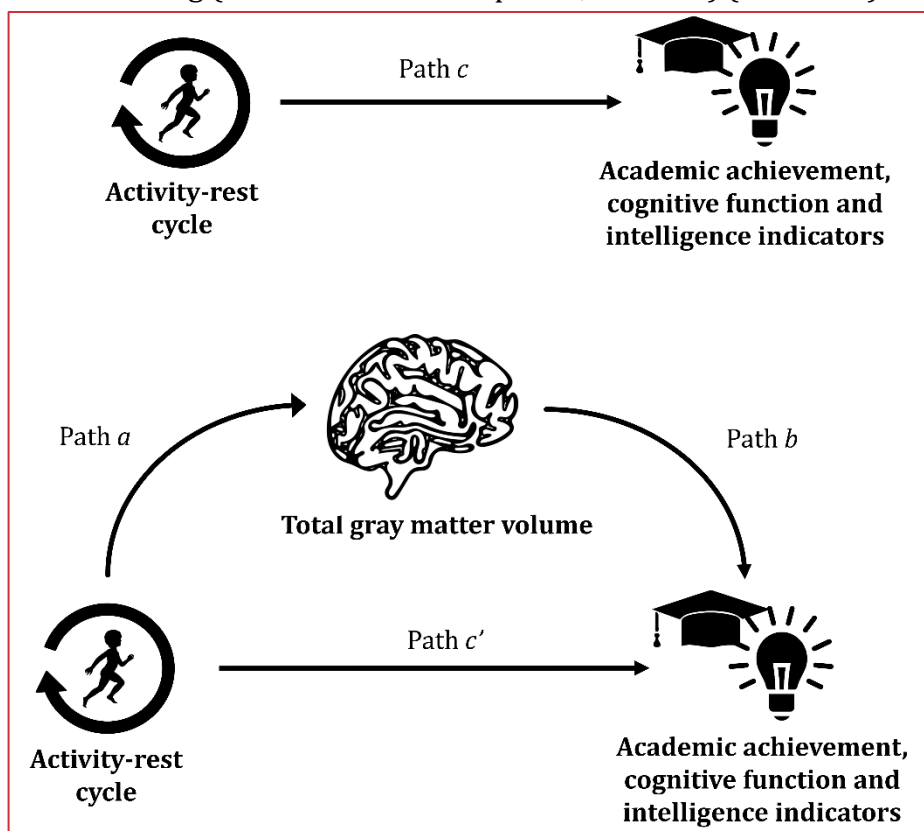 Path c
Activity-rest
cycle
Academic achievement,
cognitive function and
intelligence indicators
Path a
Path b
Total gray matter volume
Path c’
Activity-rest
cycle
Academic achievement,
cognitive function and
intelligence indicators